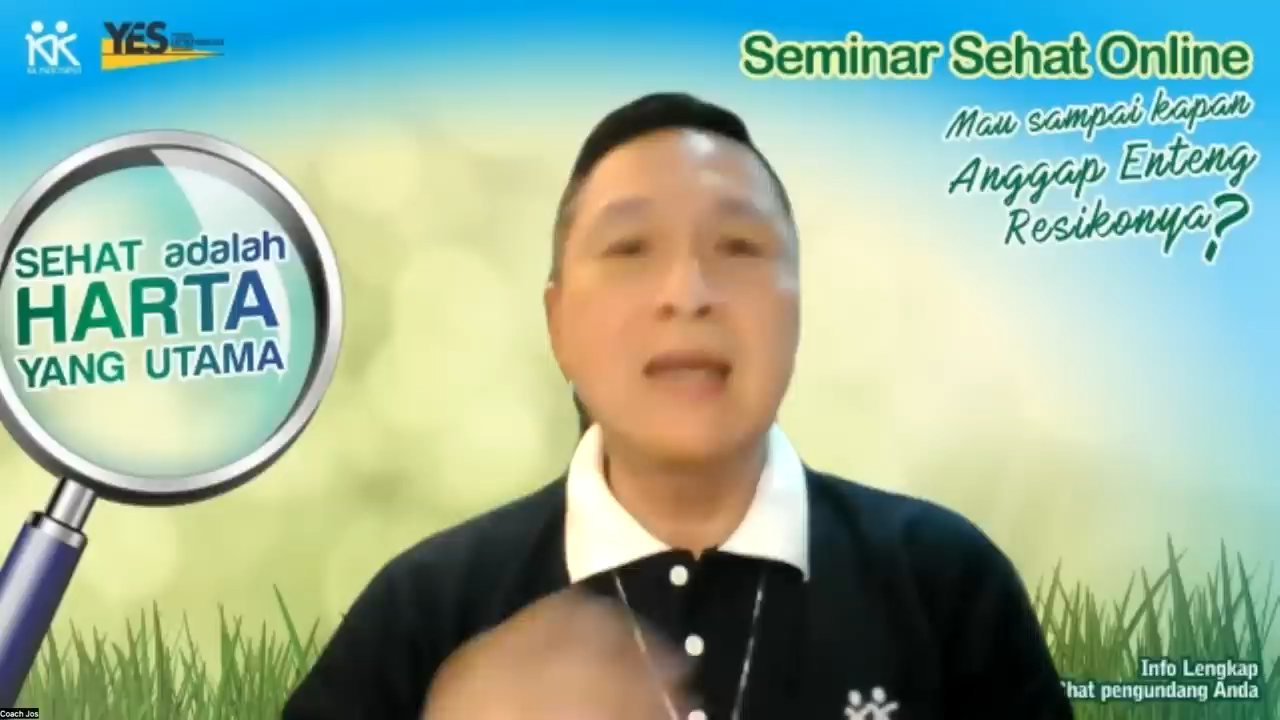 YES
Seminar Sehat Online
Mau sampai kapan
Anggap Enteng
Resikonya?
SEHAT adalah
HARTA
YANG UTAMA
Info Lengkap
Chat pengundang Anda
Coach Jos